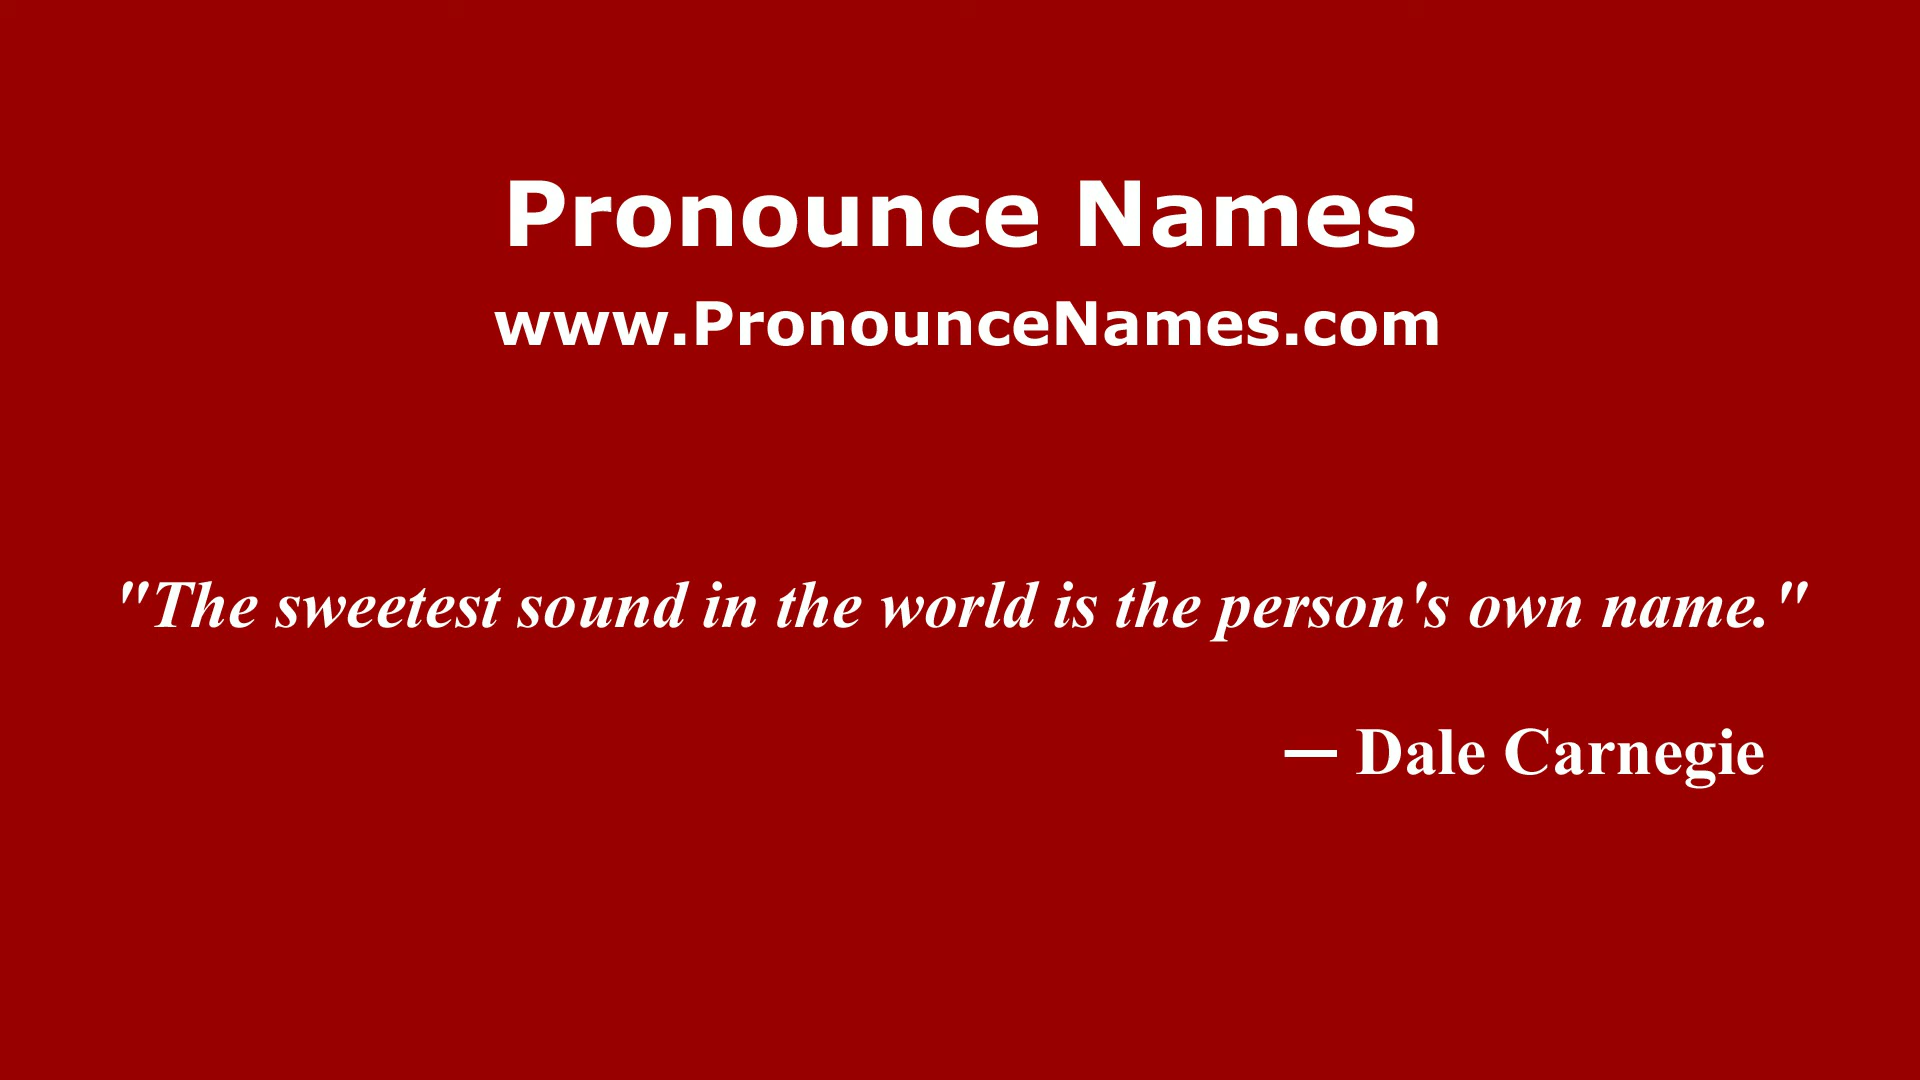 Pronounce Names
www.PronounceNames.com
"The sweetest sound in the world is the person's own name."
— Dale Carnegie